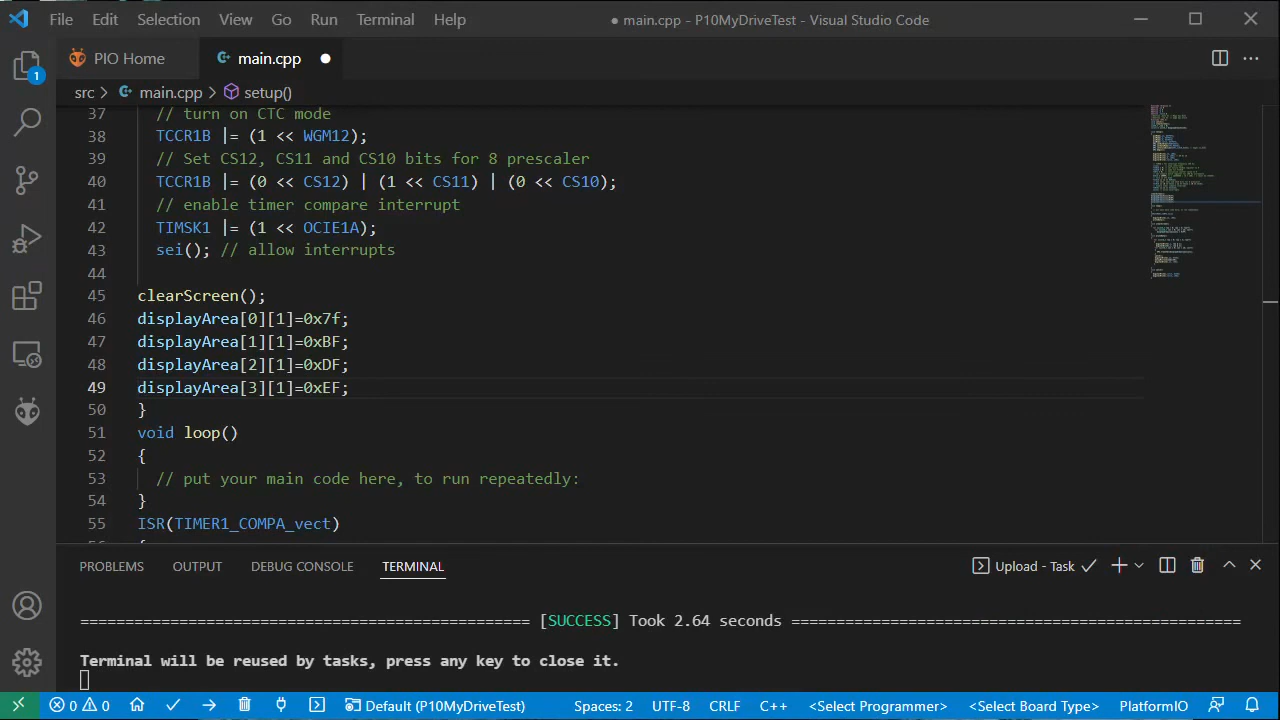 File Edit Selection View Go Run Terminal Help ● main.cpp - P10MyDriveTest - Visual Studio Code
PIO Home main.cpp ●
src > main.cpp > setup()
37 // turn on CTC mode
38 TCCR1B |= (1 << WGM12);
39 // Set CS12, CS11 and CS10 bits for 8 prescaler
40 TCCR1B |= (0 << CS12) | (1 << CS11) | (0 << CS10);
41 // enable timer compare interrupt
42 TIMSK1 |= (1 << OCIE1A);
43 sei(); // allow interrupts
44
45 clearScreen();
46 displayArea[0][1]=0x7f;
47 displayArea[1][1]=0xBF;
48 displayArea[2][1]=0xDF;
49 displayArea[3][1]=0xEF;
50 }
51 void loop()
52 {
53 // put your main code here, to run repeatedly:
54 }
55 ISR(TIMER1_COMPA_vect)
1
PROBLEMS OUTPUT DEBUG CONSOLE TERMINAL Upload - Task
================================================== [SUCCESS] Took 2.64 seconds ==================================================
Terminal will be reused by tasks, press any key to close it.
0 0 Default (P10MyDriveTest) Spaces: 2 UTF-8 CRLF C++ <Select Programmer> <Select Board Type> PlatformIO